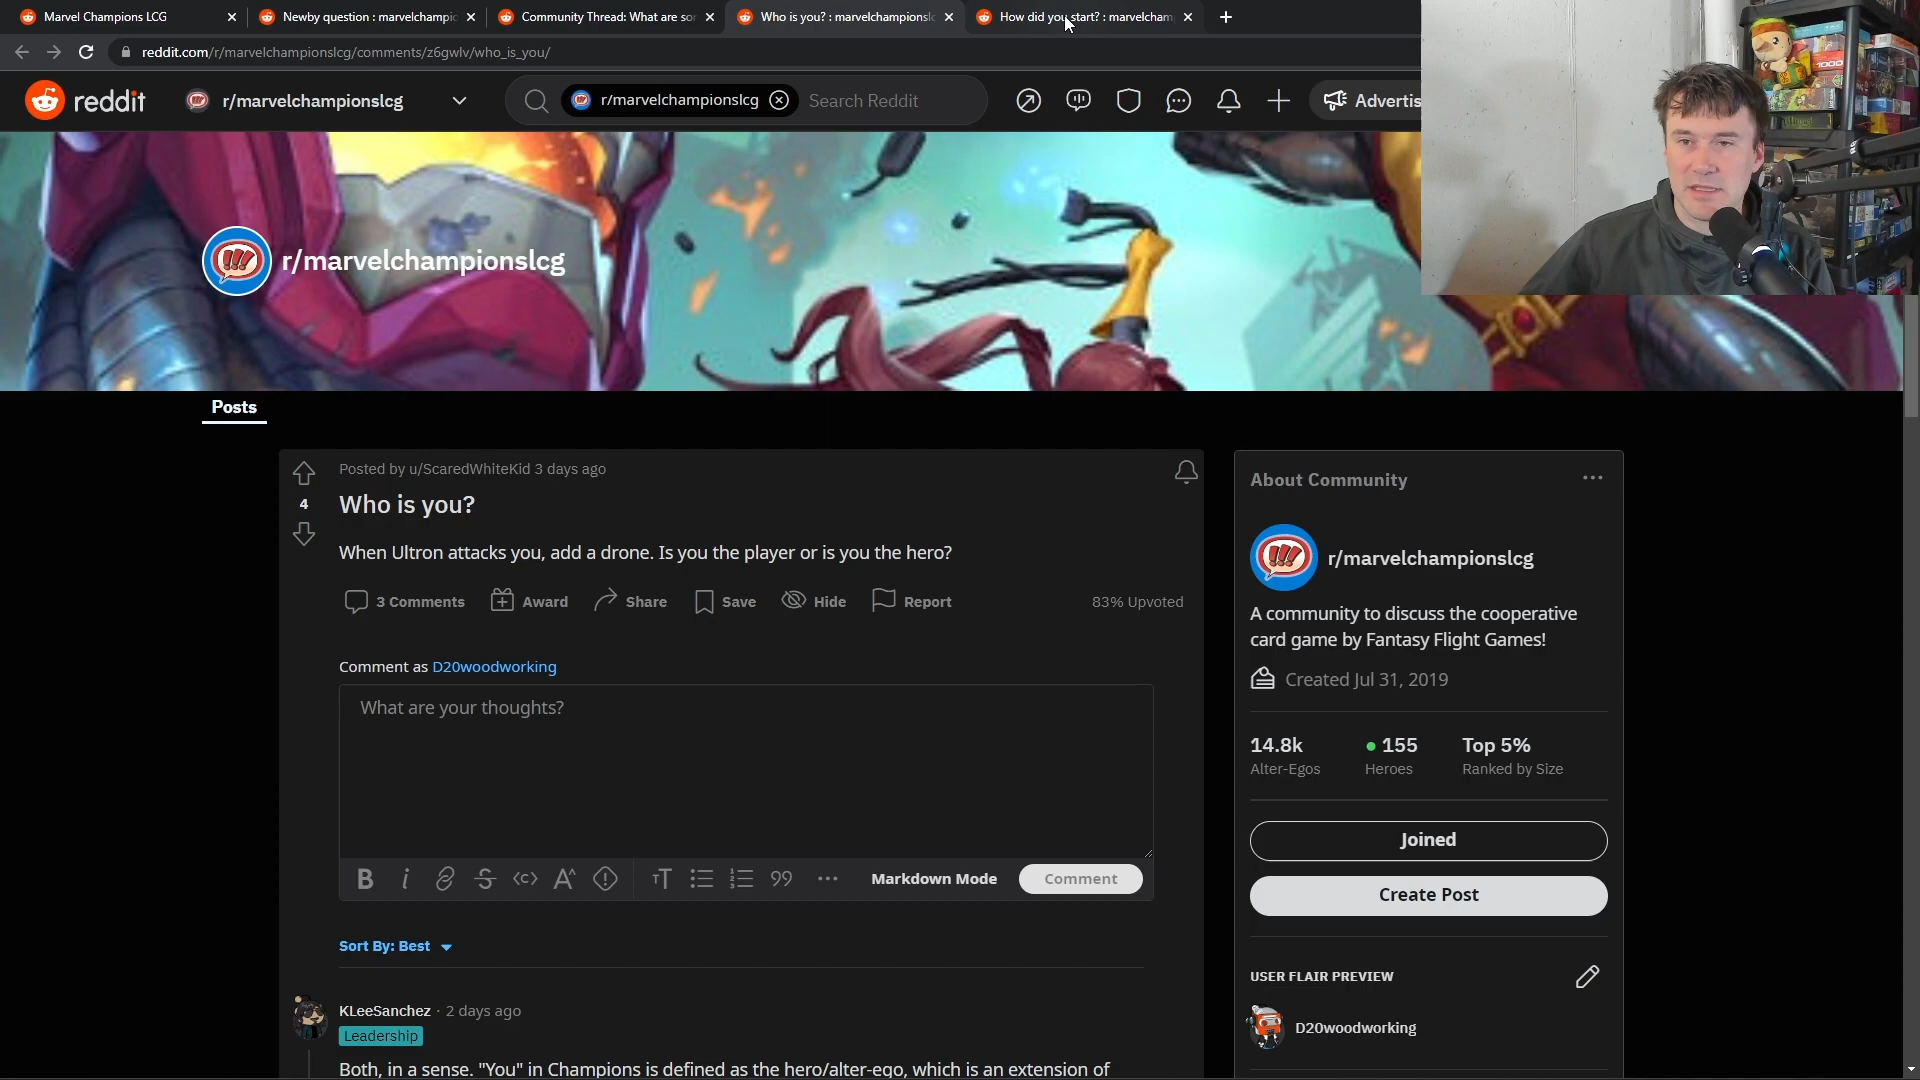 Marvel Champions LCG
Newby question : marvelchampio
Community Thread: What are so
Who is you? : marvelchampionslc
How did you start? : marvelcham
reddit.com/r/marvelchampionslcg/comments/z6gwlv/who_is_you/
reddit
r/marvelchampionslcg
r/marvelchampionslcg
Search Reddit
Advertis
r/marvelchampionslcg
Posts
Posted by u/ScaredWhiteKid 3 days ago
4
Who is you?
When Ultron attacks you, add a drone. Is you the player or is you the hero?
3 Comments
Award
Share
Save
Hide
Report
83% Upvoted
Comment as D20woodworking
What are your thoughts?
Markdown Mode
Comment
Sort By: Best
KLeeSanchez · 2 days ago
Leadership
Both, in a sense. "You" in Champions is defined as the hero/alter-ego, which is an extension of
About Community
r/marvelchampionslcg
A community to discuss the cooperative
card game by Fantasy Flight Games!
Created Jul 31, 2019
14.8k
Alter-Egos
155
Heroes
Top 5%
Ranked by Size
Joined
Create Post
USER FLAIR PREVIEW
D20woodworking